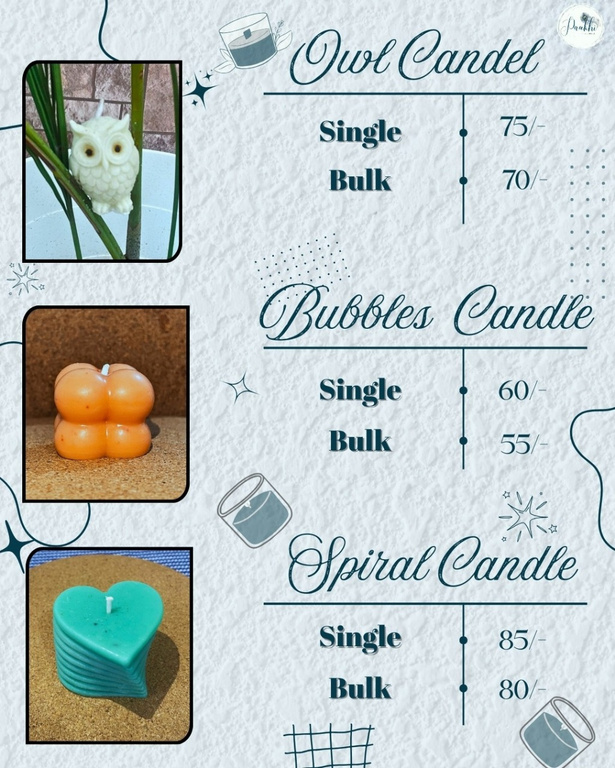 Owl Candel
Single 75/-
Bulk 70/-
Bubbles Candle
Single 60/-
Bulk 55/-
Spiral Candle
Single 85/-
Bulk 80/-